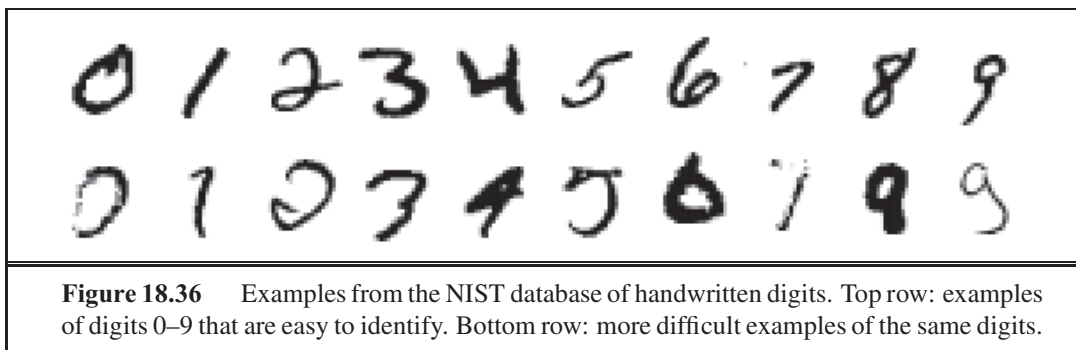 0 1 2 3 4 5 6 7 8 9
0 1 2 3 4 5 6 7 8 9
Figure 18.36 Examples from the NIST database of handwritten digits. Top row: examples
of digits 0–9 that are easy to identify. Bottom row: more difficult examples of the same digits.